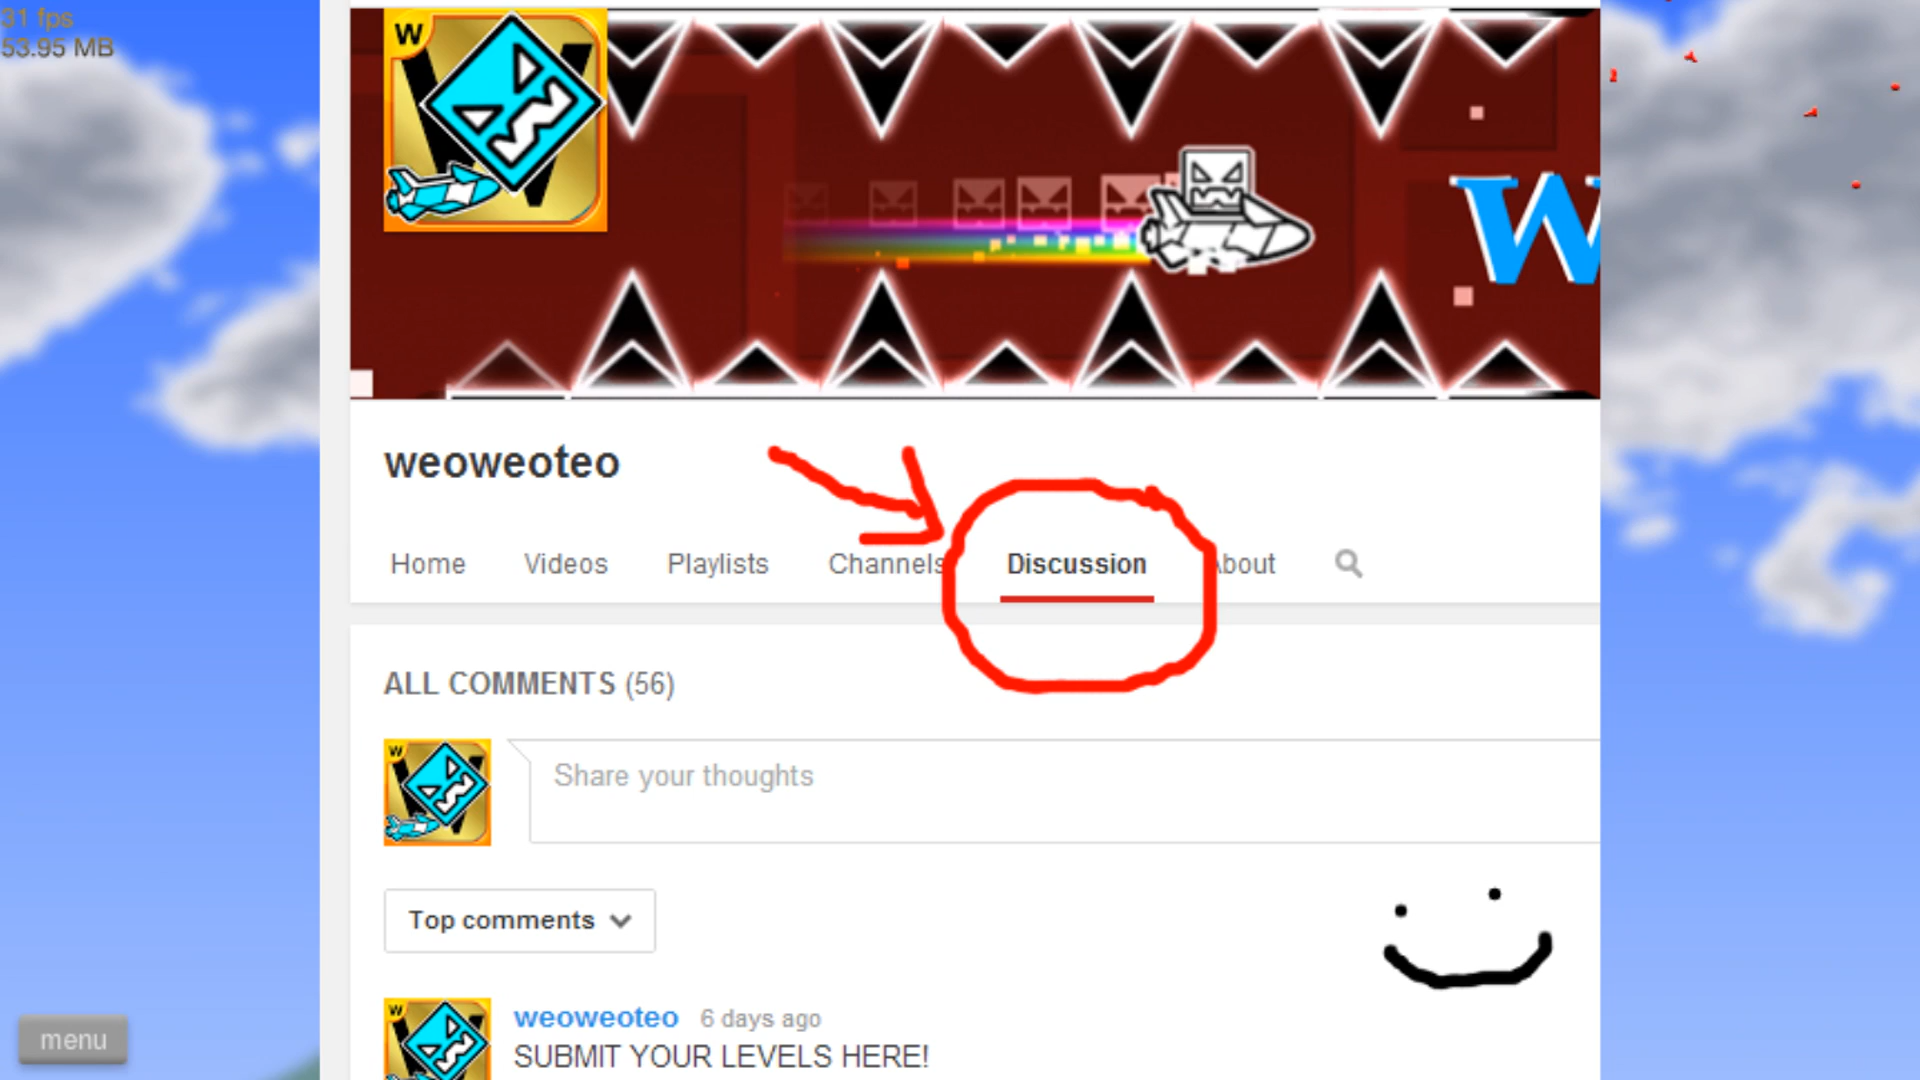 31 fps
53.95 MB
W
W
weoweoteo
Home Videos Playlists Channels Discussion About
ALL COMMENTS (56)
W
Share your thoughts
Top comments
W
weoweoteo 6 days ago
SUBMIT YOUR LEVELS HERE!
menu